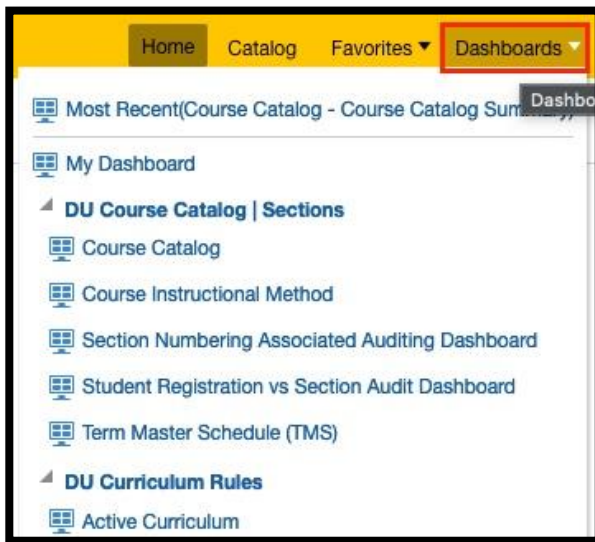 Home Catalog Favorites Dashboards
Dashbo
Most Recent(Course Catalog - Course Catalog Summary)
My Dashboard
DU Course Catalog | Sections
Course Catalog
Course Instructional Method
Section Numbering Associated Auditing Dashboard
Student Registration vs Section Audit Dashboard
Term Master Schedule (TMS)
DU Curriculum Rules
Active Curriculum